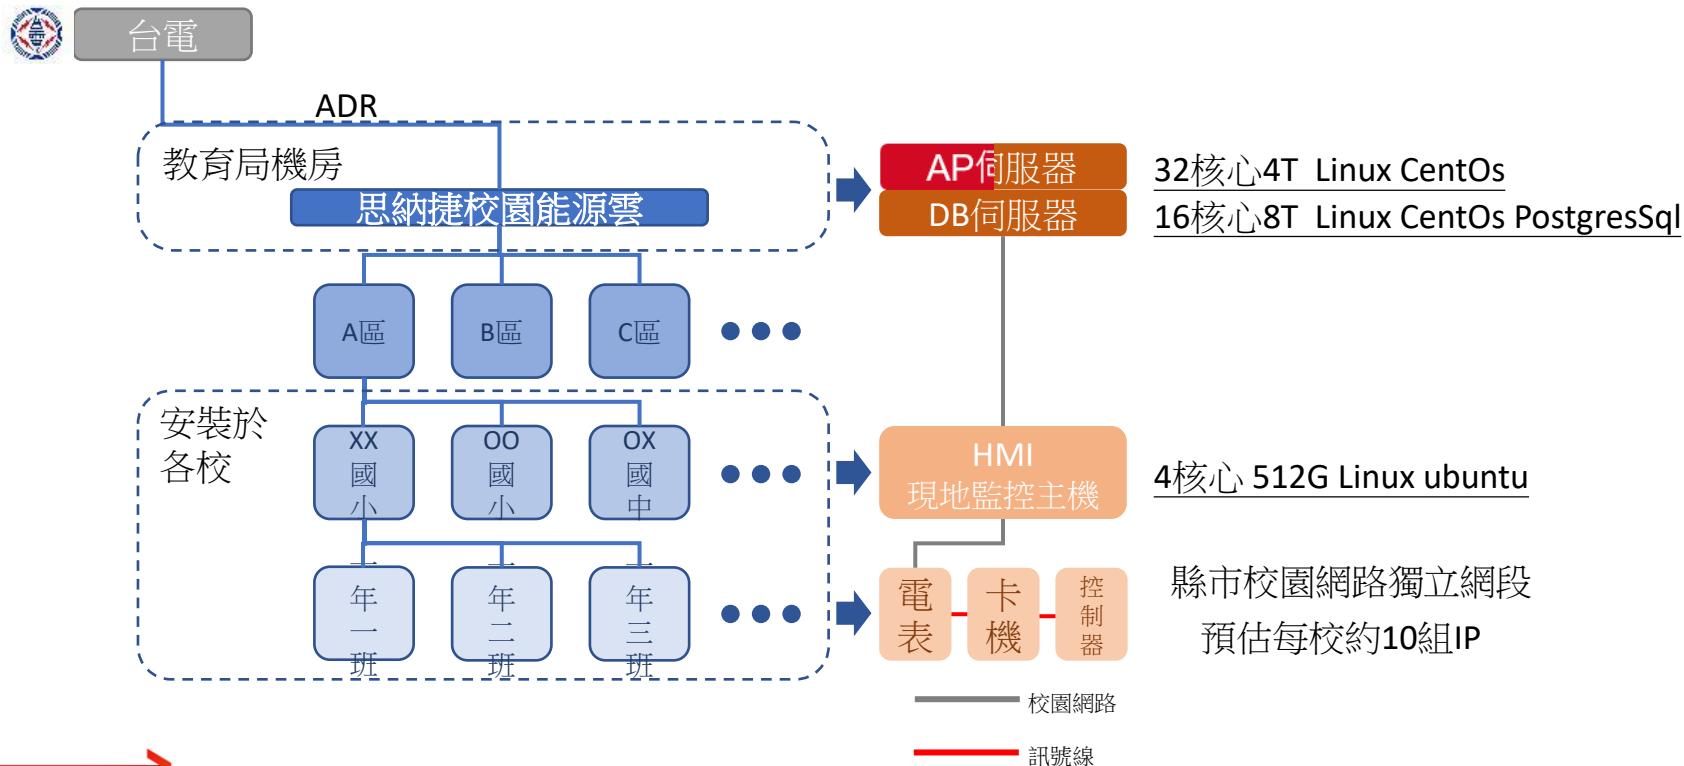 台電
ADR
教育局機房
思納捷校園能源雲
AP伺服器
DB伺服器
32核心4T Linux CentOs
16核心8T Linux CentOs PostgresSql
A區
B區
C區
安裝於
各校
XX
國
小
OO
國
小
OX
國
中
HMI
現地監控主機
4核心 512G Linux ubuntu
年
一
班
年
二
班
年
三
班
電
表
卡
機
控
制
器
縣市校園網路獨立網段
預估每校約10組IP
校園網路
訊號線